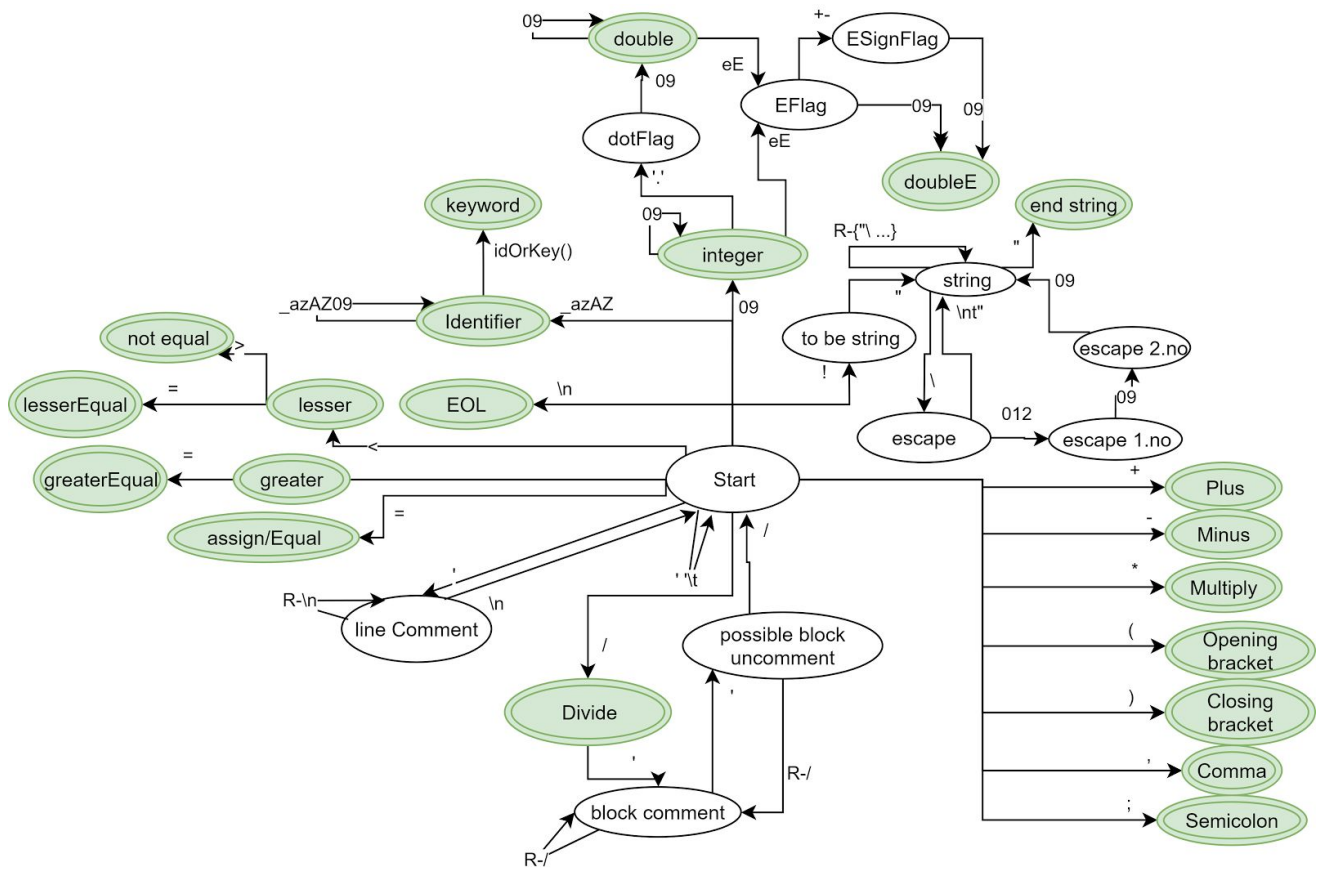 09
double
+-
ESignFlag
eE
09
EFlag
09
09
dotFlag
eE
doubleE
'.'
keyword
end string
09
R-{"\ ...}
"
idOrKey()
integer
string
09
_azAZ09
_azAZ
09
"
\nt"
Identifier
not equal
>
to be string
escape 2.no
=
!
lesserEqual
lesser
EOL
\n
\
09
012
escape
escape 1.no
<
=
greaterEqual
greater
Start
+
Plus
=
assign/Equal
-
Minus
/
'
' '\t
*
Multiply
R-\n
\n
line Comment
/
possible block
uncomment
(
Opening
bracket
'
)
Closing
bracket
Divide
'
R-/
,
Comma
block comment
;
Semicolon
R-/